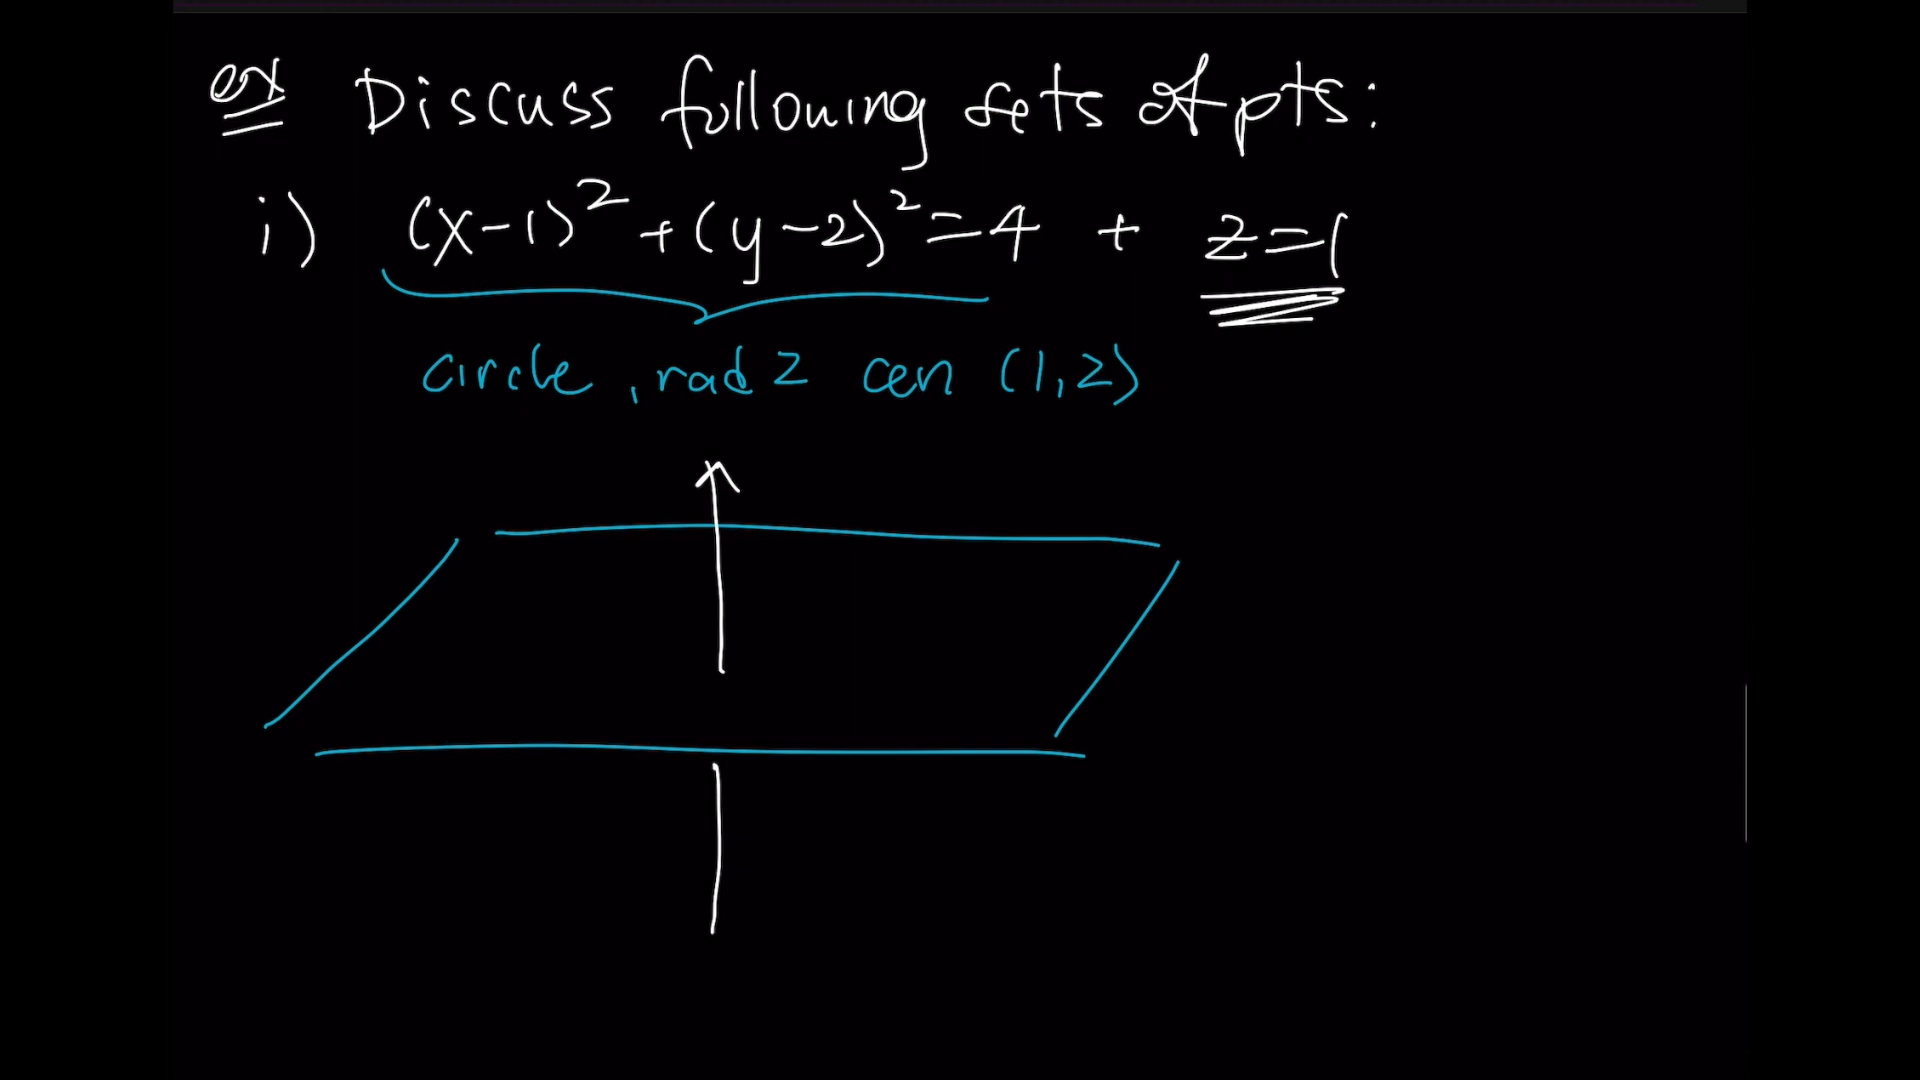 ex Discuss following sets of pts:
i) (x-1)² + (y-2)² = 4 + z=1
circle, rad 2 cen (1,2)